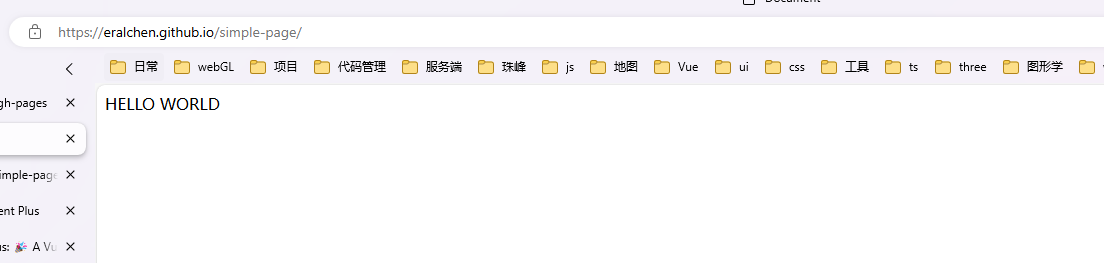 Document
https://eralchen.github.io/simple-page/
日常 webGL 项目 代码管理 服务端 珠峰 js 地图 Vue ui css 工具 ts three 图形学
gh-pages
HELLO WORLD
imple-page
ent Plus
us: 🎉 A Vu